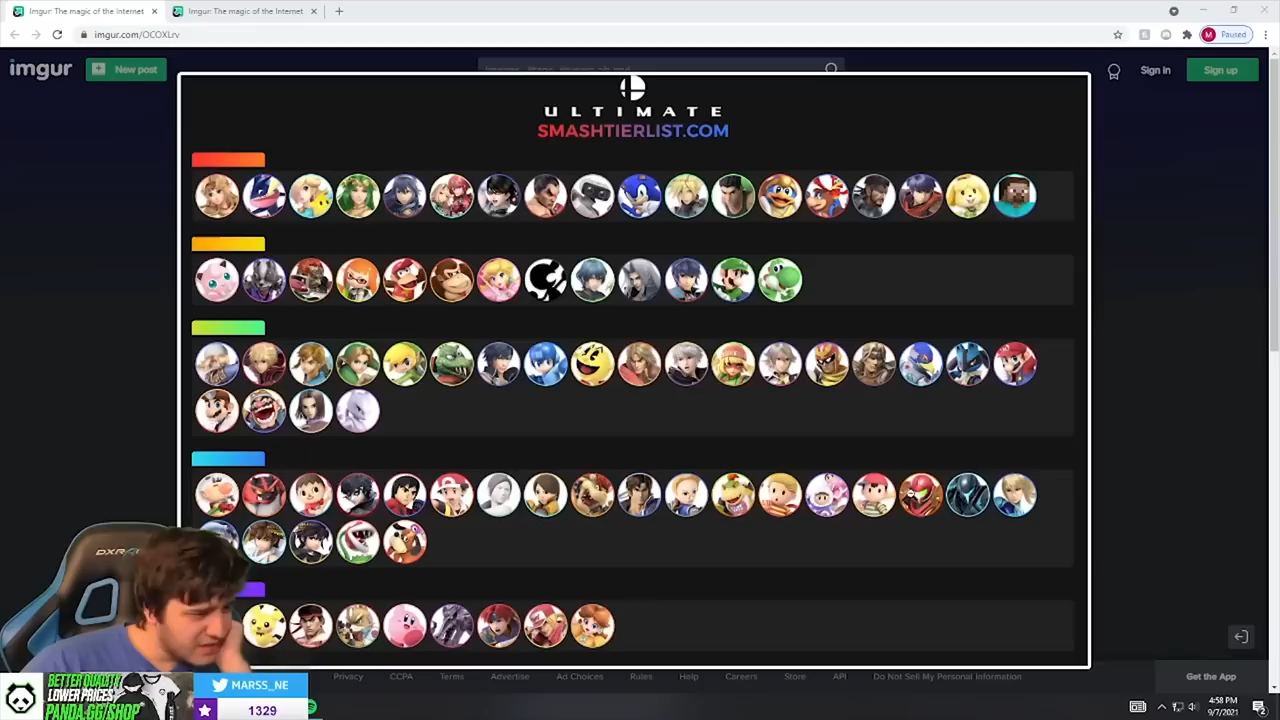 Imgur: The magic of the Internet
Imgur: The magic of the Internet
imgur.com/OCOXLrv
M
Paused
imgur
New post
Sign in
Sign up
ULTIMATE
SMASHTIERLIST.COM
DXR
Privacy
CCPA
Terms
Advertise
Ad Choices
Rules
Help
Careers
Store
API
Do Not Sell My Personal Information
Get the App
BETTER QUALITY
LOWER PRICES
PANDA.GG/SHOP
MARSS_NE
1329
4:58 PM
9/7/2021
2